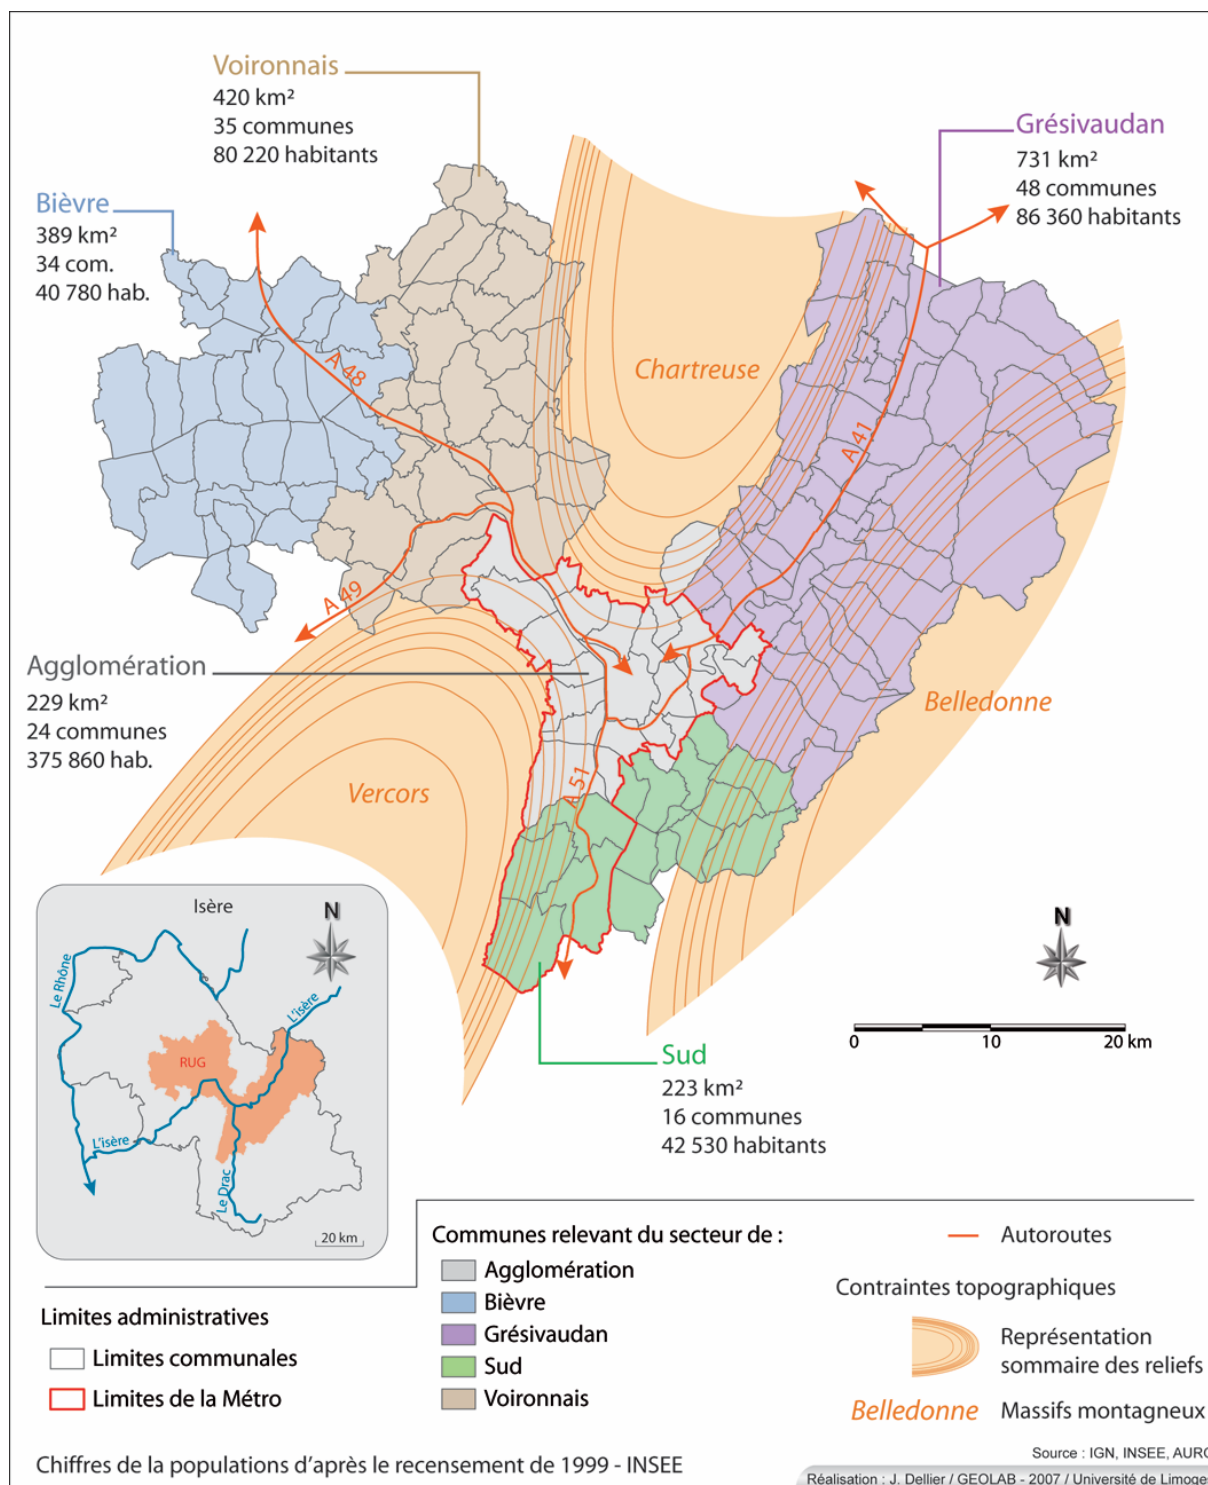 Voironnais
420 km²
35 communes
80 220 habitants
Grésivaudan
731 km²
48 communes
86 360 habitants
Bièvre
389 km²
34 com.
40 780 hab.
A 48
Chartreuse
A 41
A 49
Agglomération
229 km²
24 communes
375 860 hab.
Belledonne
Vercors
A 51
Isère
N
Le Rhône
L'isère
RUG
L'isère
Le Drac
20 km
N
0 10 20 km
Sud
223 km²
16 communes
42 530 habitants
Limites administratives
Limites communales
Limites de la Métro
Communes relevant du secteur de :
Agglomération
Bièvre
Grésivaudan
Sud
Voironnais
Autoroutes
Contraintes topographiques
Représentation
sommaire des reliefs
Belledonne Massifs montagneux
Chiffres de la populations d'après le recensement de 1999 - INSEE
Source : IGN, INSEE, AURG
Réalisation : J. Dellier / GEOLAB - 2007 / Université de Limoges